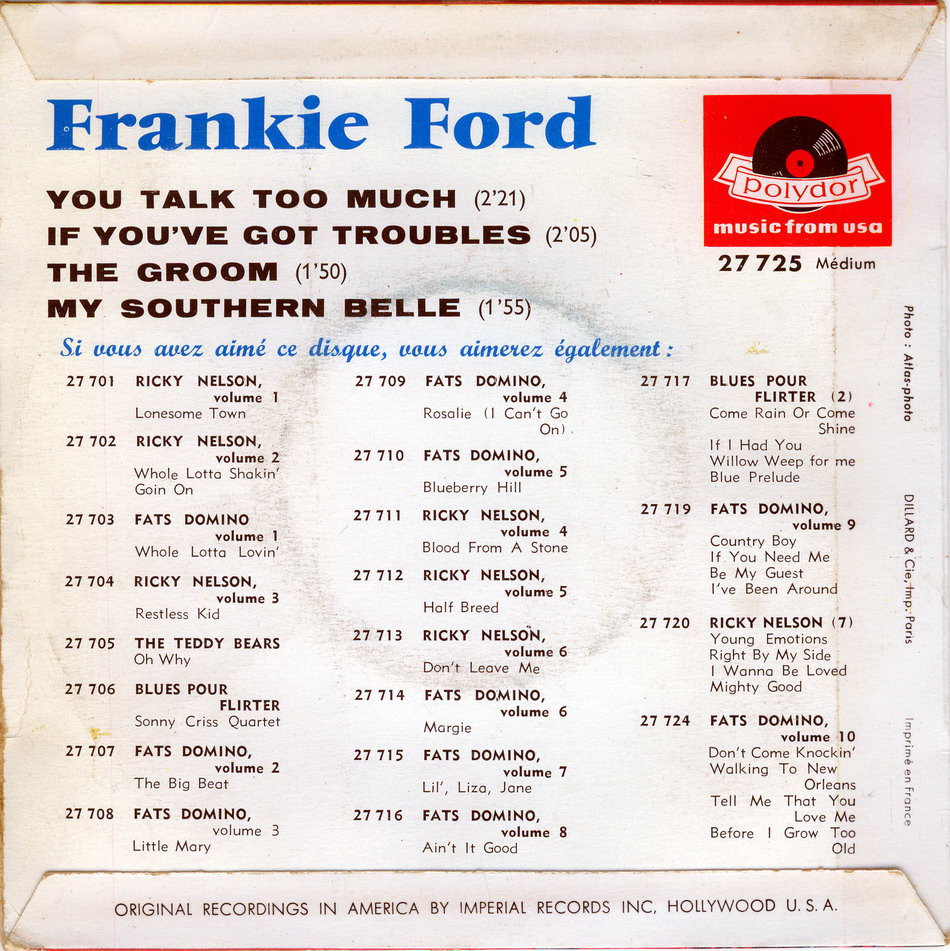 Frankie Ford
YOU TALK TOO MUCH (2'21)
IF YOU'VE GOT TROUBLES (2'05)
THE GROOM (1'50)
MY SOUTHERN BELLE (1'55)
polydor
music from usa
27 725 Médium
Si vous avez aimé ce disque, vous aimerez également :
27 701 RICKY NELSON,
volume 1
Lonesome Town
27 702 RICKY NELSON,
volume 2
Whole Lotta Shakin'
Goin On
27 703 FATS DOMINO
volume 1
Whole Lotta Lovin'
27 704 RICKY NELSON,
volume 3
Restless Kid
27 705 THE TEDDY BEARS
Oh Why
27 706 BLUES POUR
FLIRTER
Sonny Criss Quartet
27 707 FATS DOMINO,
volume 2
The Big Beat
27 708 FATS DOMINO,
volume 3
Little Mary
27 709 FATS DOMINO,
volume 4
Rosalie (I Can't Go
On).
27 710 FATS DOMINO,
volume 5
Blueberry Hill
27 711 RICKY NELSON,
volume 4
Blood From A Stone
27 712 RICKY NELSON,
volume 5
Half Breed
27 713 RICKY NELSON,
volume 6
Don't Leave Me
27 714 FATS DOMINO,
volume 6
Margie
27 715 FATS DOMINO,
volume 7
Lil', Liza, Jane
27 716 FATS DOMINO,
volume 8
Ain't It Good
27 717 BLUES POUR
FLIRTER (2)
Come Rain Or Come
Shine
If I Had You
Willow Weep for me
Blue Prelude
27 719 FATS DOMINO,
volume 9
Country Boy
If You Need Me
Be My Guest
I've Been Around
27 720 RICKY NELSON (7)
Young Emotions
Right By My Side
I Wanna Be Loved
Mighty Good
27 724 FATS DOMINO,
volume 10
Don't Come Knockin'
Walking To New
Orleans
Tell Me That You
Love Me
Before I Grow Too
Old
Photo : Atlas-photo
DILLARD & Cie, Imp. Paris
Imprimé en France
ORIGINAL RECORDINGS IN AMERICA BY IMPERIAL RECORDS INC, HOLLYWOOD U. S. A.